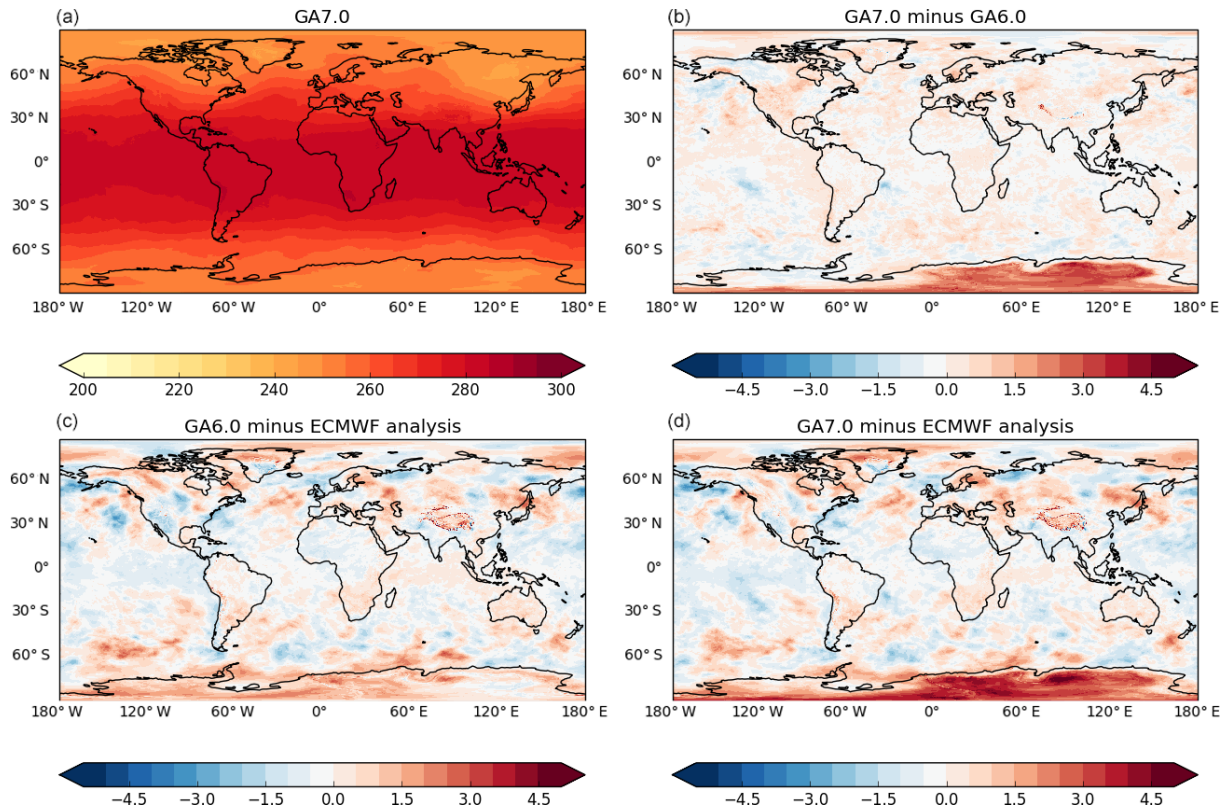 (a) GA7.0
(b) GA7.0 minus GA6.0
60° N
30° N
0°
30° S
60° S
180° W 120° W 60° W 0° 60° E 120° E 180° E
60° N
30° N
0°
30° S
60° S
180° W 120° W 60° W 0° 60° E 120° E 180° E
200 220 240 260 280 300
−4.5 −3.0 −1.5 0.0 1.5 3.0 4.5
(c) GA6.0 minus ECMWF analysis
(d) GA7.0 minus ECMWF analysis
60° N
30° N
0°
30° S
60° S
180° W 120° W 60° W 0° 60° E 120° E 180° E
60° N
30° N
0°
30° S
60° S
180° W 120° W 60° W 0° 60° E 120° E 180° E
−4.5 −3.0 −1.5 0.0 1.5 3.0 4.5
−4.5 −3.0 −1.5 0.0 1.5 3.0 4.5